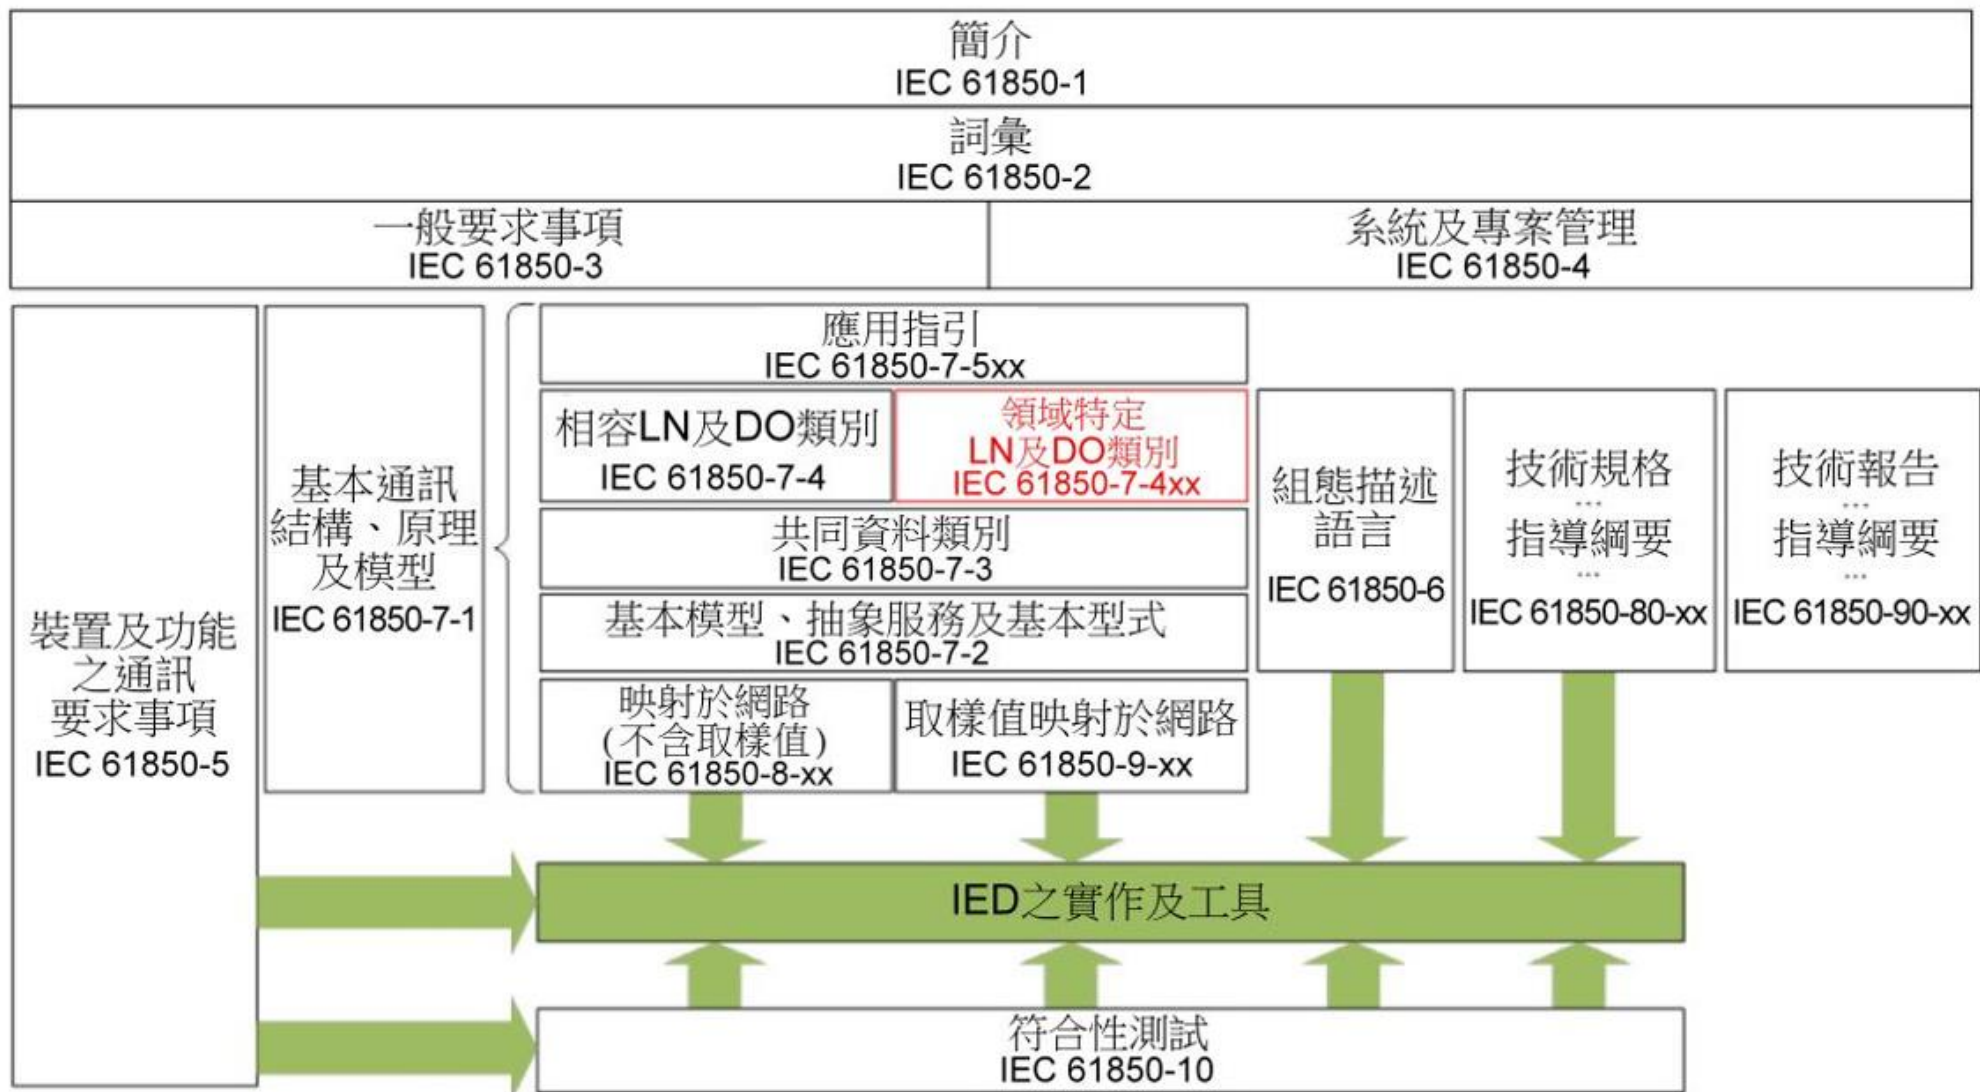 簡介
IEC 61850-1
詞彙
IEC 61850-2
一般要求事項
IEC 61850-3
系統及專案管理
IEC 61850-4
裝置及功能
之通訊
要求事項
IEC 61850-5
基本通訊
結構、原理
及模型
IEC 61850-7-1
應用指引
IEC 61850-7-5xx
相容LN及DO類別
IEC 61850-7-4
領域特定
LN及DO類別
IEC 61850-7-4xx
共同資料類別
IEC 61850-7-3
基本模型、抽象服務及基本型式
IEC 61850-7-2
映射於網路
(不含取樣值)
IEC 61850-8-xx
取樣值映射於網路
IEC 61850-9-xx
組態描述
語言
IEC 61850-6
技術規格
...
指導綱要
...
IEC 61850-80-xx
技術報告
...
指導綱要
...
IEC 61850-90-xx
IED之實作及工具
符合性測試
IEC 61850-10